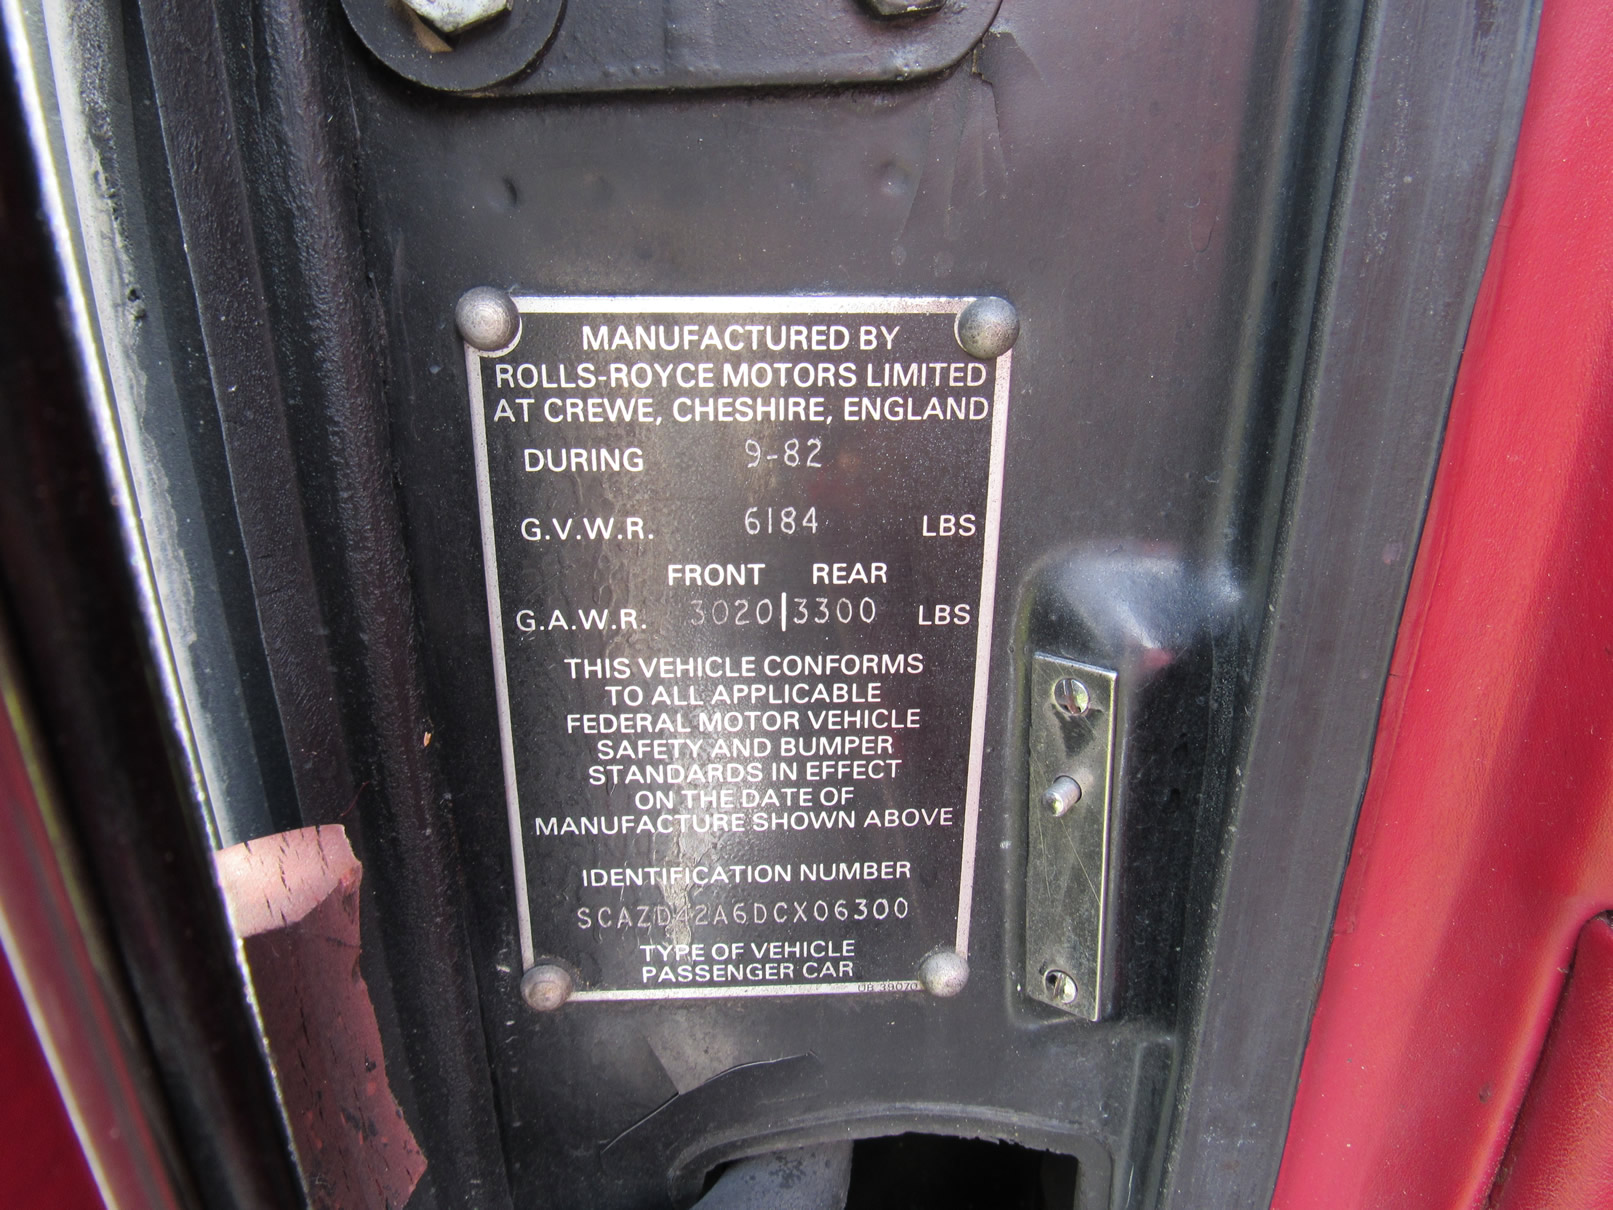 MANUFACTURED BY
ROLLS-ROYCE MOTORS LIMITED
AT CREWE, CHESHIRE, ENGLAND
DURING 9-82
G.V.W.R. 6184 LBS
FRONT REAR
G.A.W.R. 3020|3300 LBS
THIS VEHICLE CONFORMS
TO ALL APPLICABLE
FEDERAL MOTOR VEHICLE
SAFETY AND BUMPER
STANDARDS IN EFFECT
ON THE DATE OF
MANUFACTURE SHOWN ABOVE
IDENTIFICATION NUMBER
SCAZD42A6DCX06300
TYPE OF VEHICLE
PASSENGER CAR